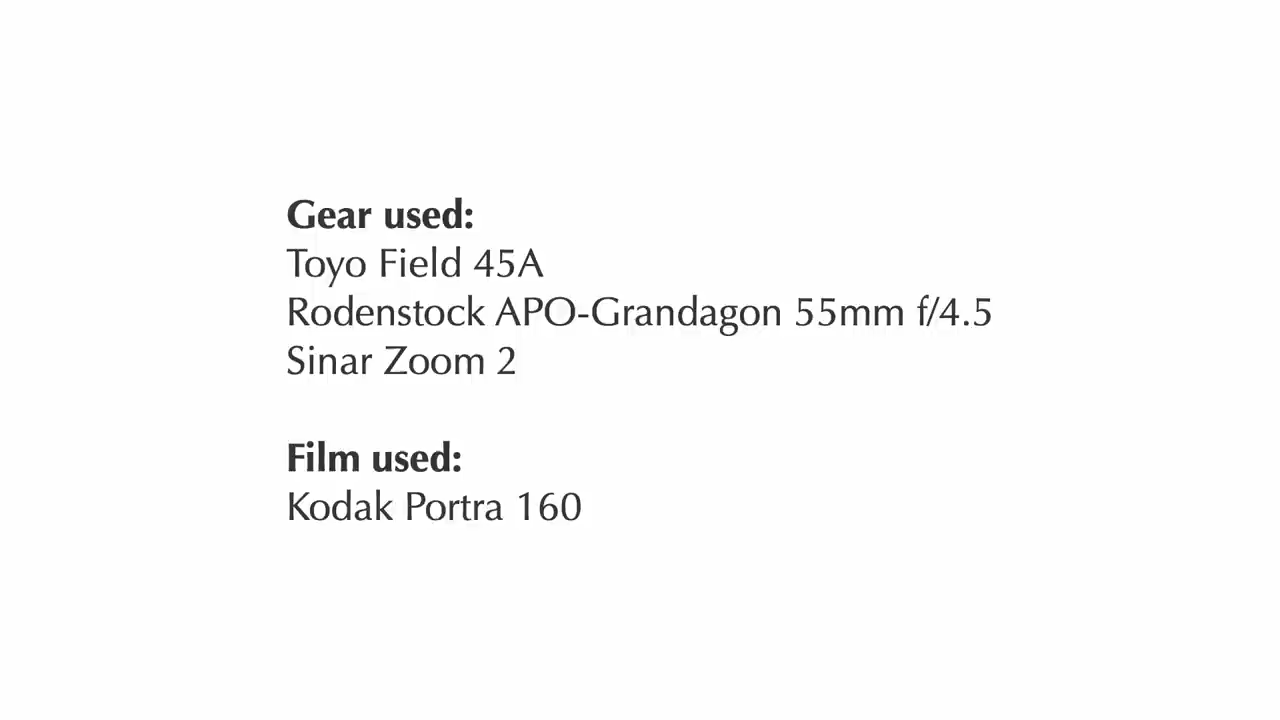 Gear used:
Toyo Field 45A
Rodenstock APO-Grandagon 55mm f/4.5
Sinar Zoom 2
Film used:
Kodak Portra 160